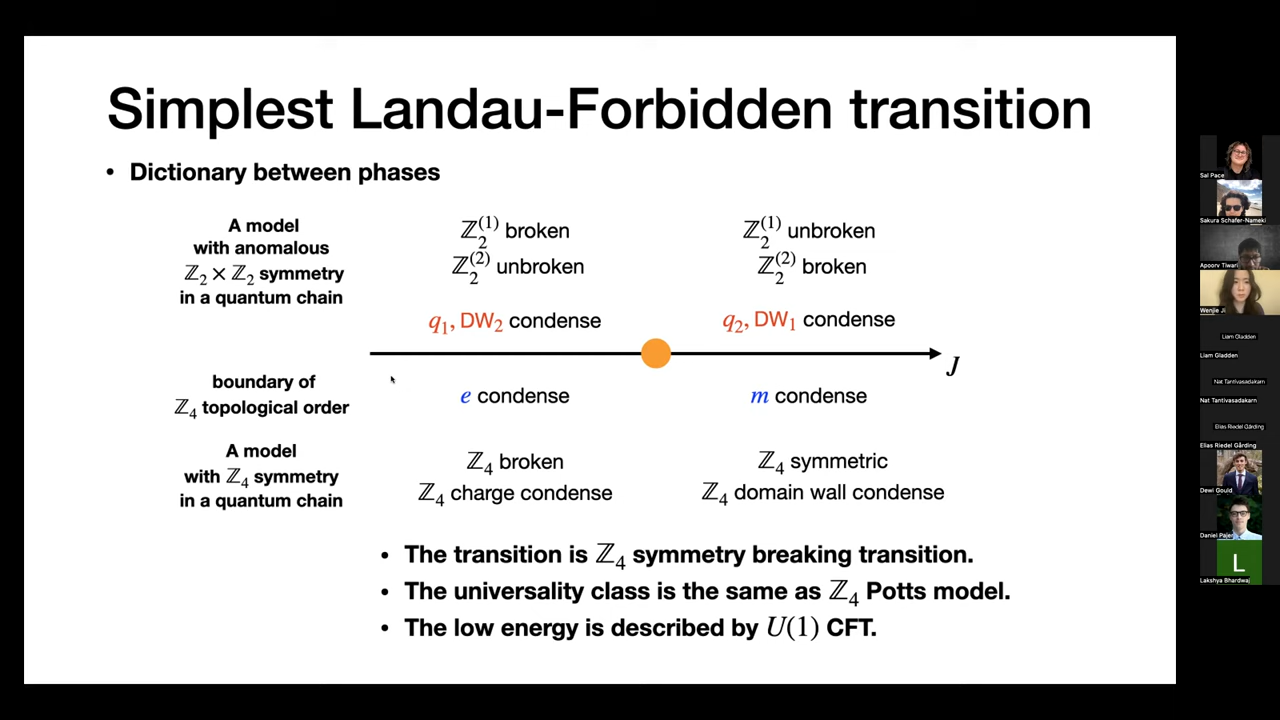 Simplest Landau-Forbidden transition
• Dictionary between phases
A model
with anomalous
ℤ₂ × ℤ₂ symmetry
in a quantum chain
ℤ₂⁽¹⁾ broken
ℤ₂⁽²⁾ unbroken
q₁, DW₂ condense
ℤ₂⁽¹⁾ unbroken
ℤ₂⁽²⁾ broken
q₂, DW₁ condense
J
boundary of
ℤ₄ topological order
e condense
m condense
A model
with ℤ₄ symmetry
in a quantum chain
ℤ₄ broken
ℤ₄ charge condense
ℤ₄ symmetric
ℤ₄ domain wall condense
• The transition is ℤ₄ symmetry breaking transition.
• The universality class is the same as ℤ₄ Potts model.
• The low energy is described by U(1) CFT.
Sal Pace
Sakura Schafer-Nameki
Apoorv Tiwari
Wenjie Ji
Liam Gladden
Liam Gladden
Nat Tantivasadakarn
Nat Tantivasadakarn
Elias Riedel Gårding
Elias Riedel Gårding
Dewi Gould
Daniel Pajer
L
Lakshya Bhardwaj